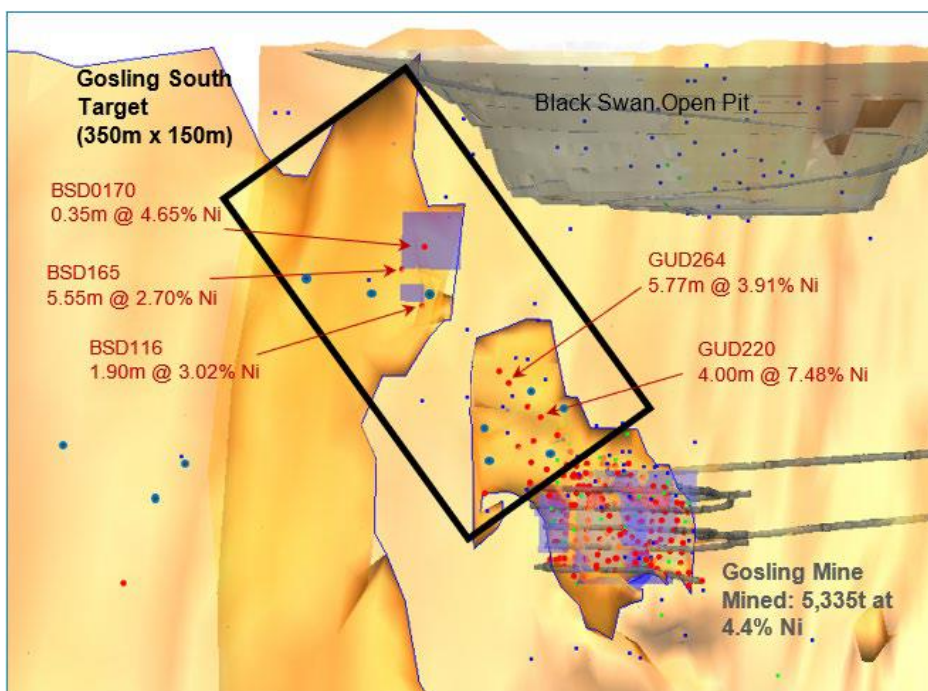 Gosling South
Target
(350m x 150m)
Black Swan Open Pit
BSD0170
0.35m @ 4.65% Ni
BSD165
5.55m @ 2.70% Ni
BSD116
1.90m @ 3.02% Ni
GUD264
5.77m @ 3.91% Ni
GUD220
4.00m @ 7.48% Ni
Gosling Mine
Mined: 5,335t at
4.4% Ni